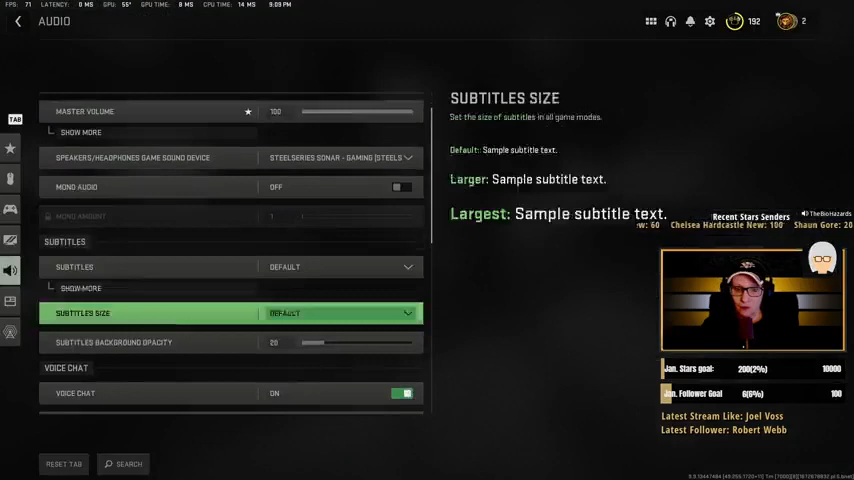 FPS: 71 LATENCY: 0 MS GPU: 55° GPU TIME: 8 MS CPU TIME: 14 MS 9:09 PM
AUDIO
192
2
TAB
MASTER VOLUME 100
SHOW MORE
SPEAKERS/HEADPHONES GAME SOUND DEVICE STEELSERIES SONAR - GAMING [STEELS
MONO AUDIO OFF
MONO AMOUNT 1
SUBTITLES
SUBTITLES DEFAULT
SHOW MORE
SUBTITLES SIZE DEFAULT
SUBTITLES BACKGROUND OPACITY 20
VOICE CHAT
VOICE CHAT ON
RESET TAB
SEARCH
SUBTITLES SIZE
Set the size of subtitles in all game modes.
Default: Sample subtitle text.
Larger: Sample subtitle text.
Largest: Sample subtitle text.
TheBioHazards
Recent Stars Senders
w: 60 Chelsea Hardcastle New: 100 Shaun Gore: 20
Jan. Stars goal: 200(2%) 10000
Jan. Follower Goal 6(6%) 100
Latest Stream Like: Joel Voss
Latest Follower: Robert Webb